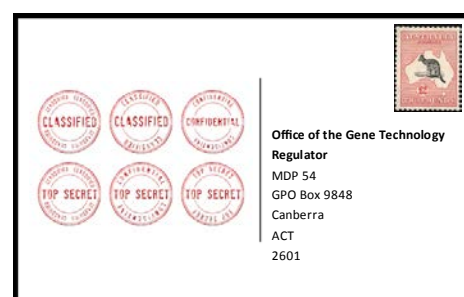 CLASSIFIED
CLASSIFIED
CONFIDENTIAL
TOP SECRET
TOP SECRET
TOP SECRET
Office of the Gene Technology
Regulator
MDP 54
GPO Box 9848
Canberra
ACT
2601